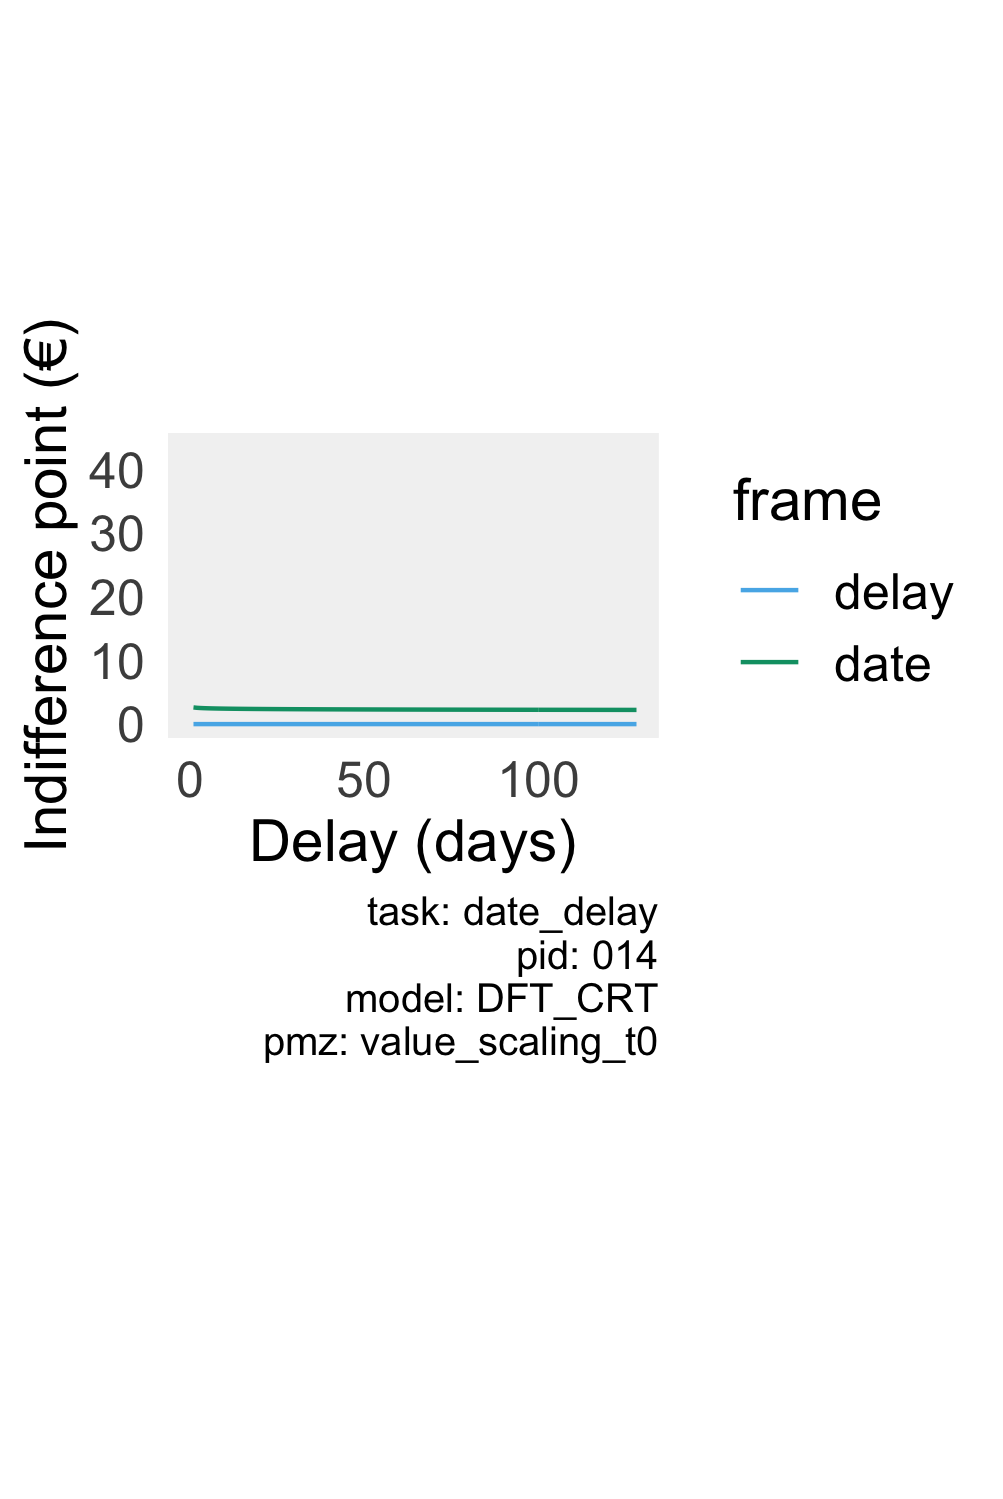 Indifference point (€)
40
30
20
10
0
0 50 100
Delay (days)
frame
delay
date
task: date_delay
pid: 014
model: DFT_CRT
pmz: value_scaling_t0